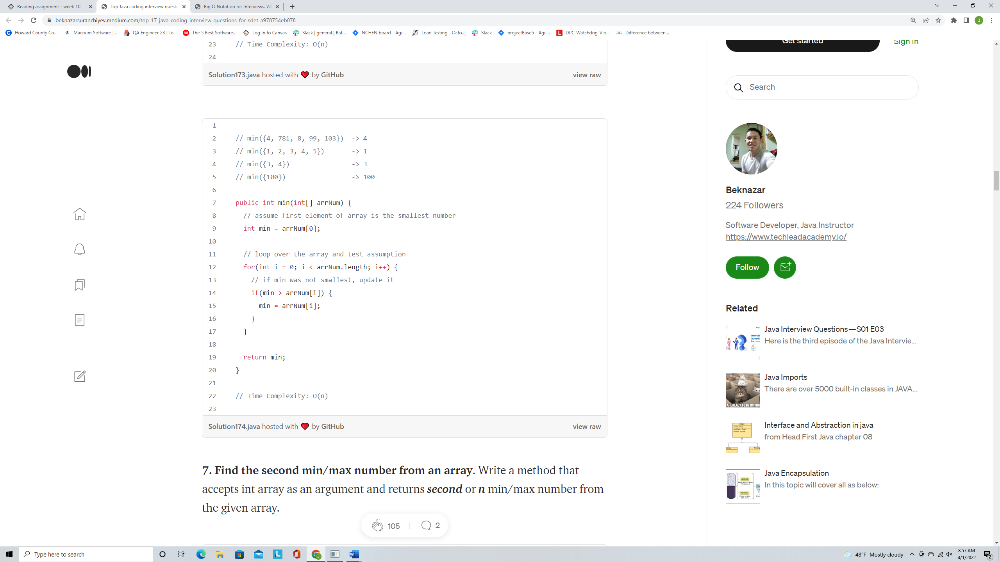 Reading assignment - week 10
Top Java coding interview questi
Big O Notation for Interviews. W
beknazarsuranchiyev.medium.com/top-17-java-coding-interview-questions-for-sdet-a978754eb078
J
Howard County Co...
Macrium Software |...
QA Engineer 23 | Te...
The 5 Best Software...
Log In to Canvas
Slack | general | Bat...
NCHEN board - Agi...
Load Testing - Octo...
Slack
projectBase5 - Agil...
DPC-Watchdog-Vio...
Difference between...
23 // Time Complexity: O(n)
24
Solution173.java hosted with ❤ by GitHub
view raw
1
2 // min({4, 781, 8, 99, 103})  -> 4
3 // min({1, 2, 3, 4, 5})       -> 1
4 // min({3, 4})                -> 3
5 // min({100})                 -> 100
6
7 public int min(int[] arrNum) {
8   // assume first element of array is the smallest number
9   int min = arrNum[0];
10
11   // loop over the array and test assumption
12   for(int i = 0; i < arrNum.length; i++) {
13     // if min was not smallest, update it
14     if(min > arrNum[i]) {
15       min = arrNum[i];
16     }
17   }
18
19   return min;
20 }
21
22 // Time Complexity: O(n)
23
Solution174.java hosted with ❤ by GitHub
view raw
7. Find the second min/max number from an array. Write a method that
accepts int array as an argument and returns second or n min/max number from
the given array.
105
2
Get started
Sign In
Search
Beknazar
224 Followers
Software Developer, Java Instructor
https://www.techleadacademy.io/
Follow
Related
Java Interview Questions — S01 E03
Here is the third episode of the Java Intervie...
Java Imports
There are over 5000 built-in classes in JAVA...
ARE READY TO BE IMPOR
Interface and Abstraction in java
from Head First Java chapter 08
Java Encapsulation
In this topic will cover all as below:
Type here to search
48°F Mostly cloudy
8:57 AM
4/1/2022
2